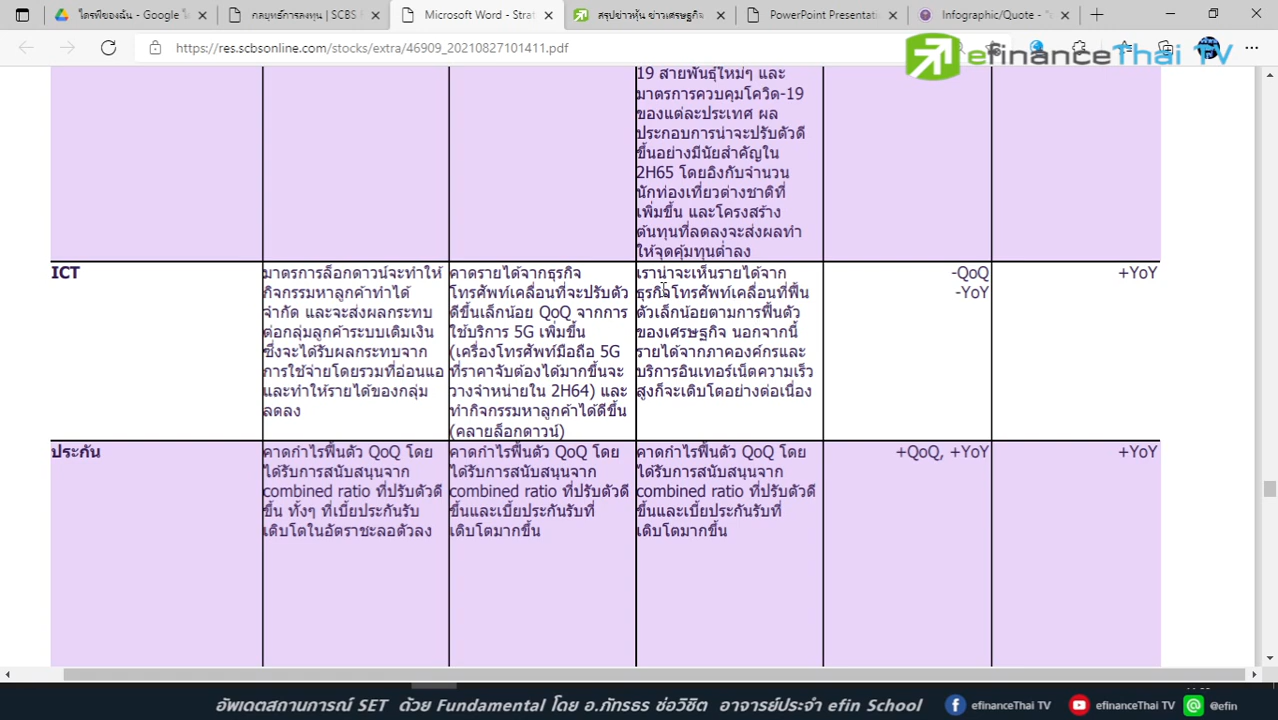 ไดรฟ์ของฉัน - Google ไ
กลยุทธ์การลงทุน | SCBS
Microsoft Word - Strat
สรุปข่าวหุ้น ข่าวเศรษฐกิจ
PowerPoint Presentati
Infographic/Quote - "
https://res.scbsonline.com/stocks/extra/46909_20210827101411.pdf
efinanceThai TV
19 สายพันธุ์ใหม่ๆ และ
มาตรการควบคุมโควิด-19
ของแต่ละประเทศ ผล
ประกอบการน่าจะปรับตัวดี
ขึ้นอย่างมีนัยสำคัญใน
2H65 โดยอิงกับจำนวน
นักท่องเที่ยวต่างชาติที่
เพิ่มขึ้น และโครงสร้าง
ต้นทุนที่ลดลงจะส่งผลทำ
ให้จุดคุ้มทุนต่ำลง
ICT
มาตรการล็อกดาวน์จะทำให้
กิจกรรมหาลูกค้าทำได้
จำกัด และจะส่งผลกระทบ
ต่อกลุ่มลูกค้าระบบเติมเงิน
ซึ่งจะได้รับผลกระทบจาก
การใช้จ่ายโดยรวมที่อ่อนแอ
และทำให้รายได้ของกลุ่ม
ลดลง
คาดรายได้จากธุรกิจ
โทรศัพท์เคลื่อนที่จะปรับตัว
ดีขึ้นเล็กน้อย QoQ จากการ
ใช้บริการ 5G เพิ่มขึ้น
(เครื่องโทรศัพท์มือถือ 5G
ที่ราคาจับต้องได้มากขึ้นจะ
วางจำหน่ายใน 2H64) และ
ทำกิจกรรมหาลูกค้าได้ดีขึ้น
(คลายล็อกดาวน์)
เราน่าจะเห็นรายได้จาก
ธุรกิจโทรศัพท์เคลื่อนที่ฟื้น
ตัวเล็กน้อยตามการฟื้นตัว
ของเศรษฐกิจ นอกจากนี้
รายได้จากภาคองค์กรและ
บริการอินเทอร์เน็ตความเร็ว
สูงก็จะเติบโตอย่างต่อเนื่อง
-QoQ
-YoY
+YoY
ประกัน
คาดกำไรฟื้นตัว QoQ โดย
ได้รับการสนับสนุนจาก
combined ratio ที่ปรับตัวดี
ขึ้น ทั้งๆ ที่เบี้ยประกันรับ
เติบโตในอัตราชะลอตัวลง
คาดกำไรฟื้นตัว QoQ โดย
ได้รับการสนับสนุนจาก
combined ratio ที่ปรับตัวดี
ขึ้นและเบี้ยประกันรับที่
เติบโตมากขึ้น
คาดกำไรฟื้นตัว QoQ โดย
ได้รับการสนับสนุนจาก
combined ratio ที่ปรับตัวดี
ขึ้นและเบี้ยประกันรับที่
เติบโตมากขึ้น
+QoQ, +YoY
+YoY
อัพเดตสถานการณ์ SET ด้วย Fundamental โดย อ.ภัทรธร ช่อวิชิต อาจารย์ประจำ efin School
efinanceThai TV
efinanceThai TV
@efin